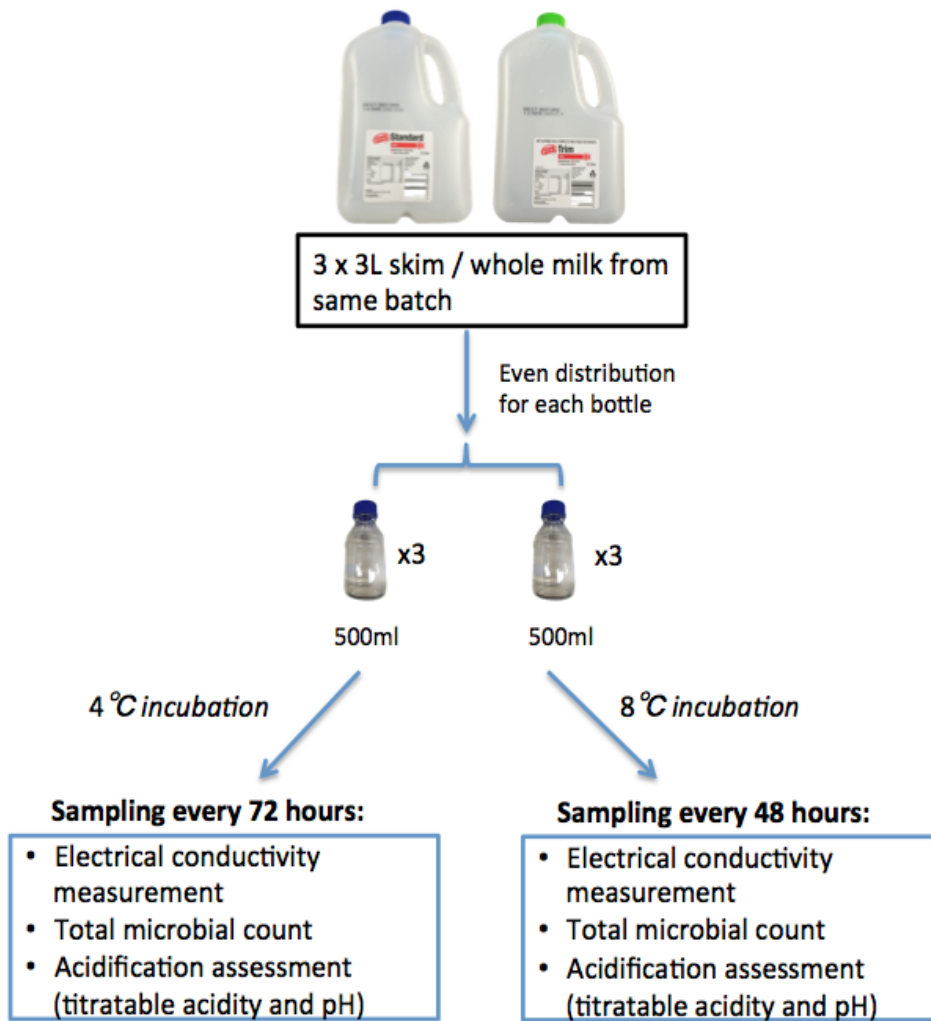 Standard
Trim
3 x 3L skim / whole milk from
same batch
Even distribution
for each bottle
x3
x3
500ml
500ml
4 °C incubation
8 °C incubation
Sampling every 72 hours:
• Electrical conductivity
measurement
• Total microbial count
• Acidification assessment
(titratable acidity and pH)
Sampling every 48 hours:
• Electrical conductivity
measurement
• Total microbial count
• Acidification assessment
(titratable acidity and pH)